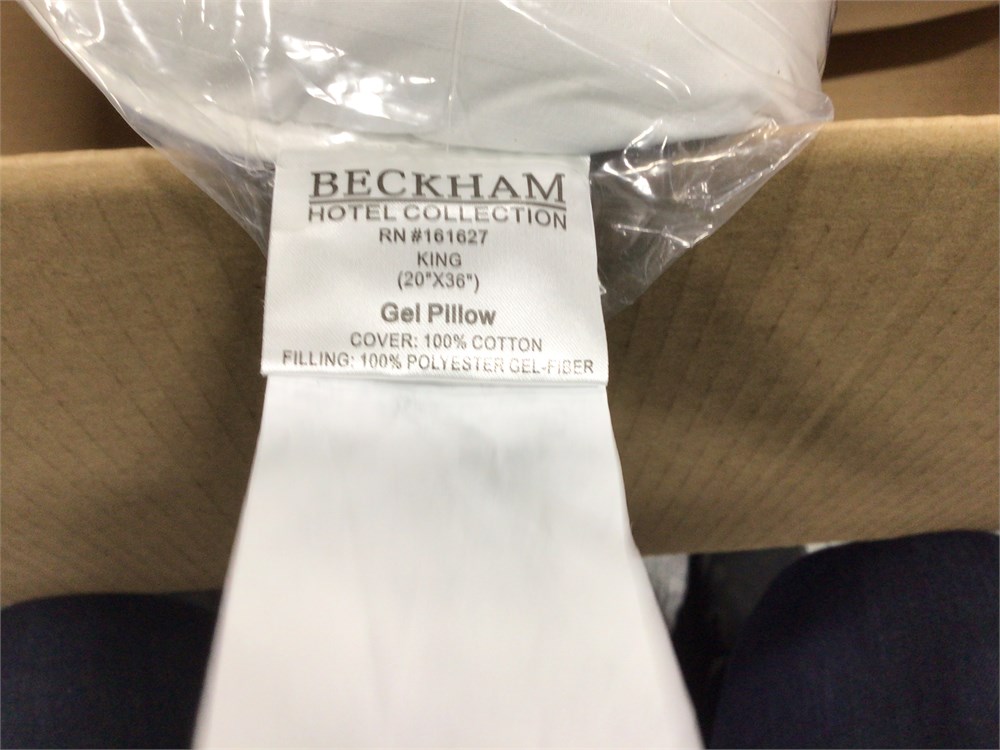 BECKHAM
HOTEL COLLECTION
RN #161627
KING
(20"X36")
Gel Pillow
COVER: 100% COTTON
FILLING: 100% POLYESTER GEL-FIBER